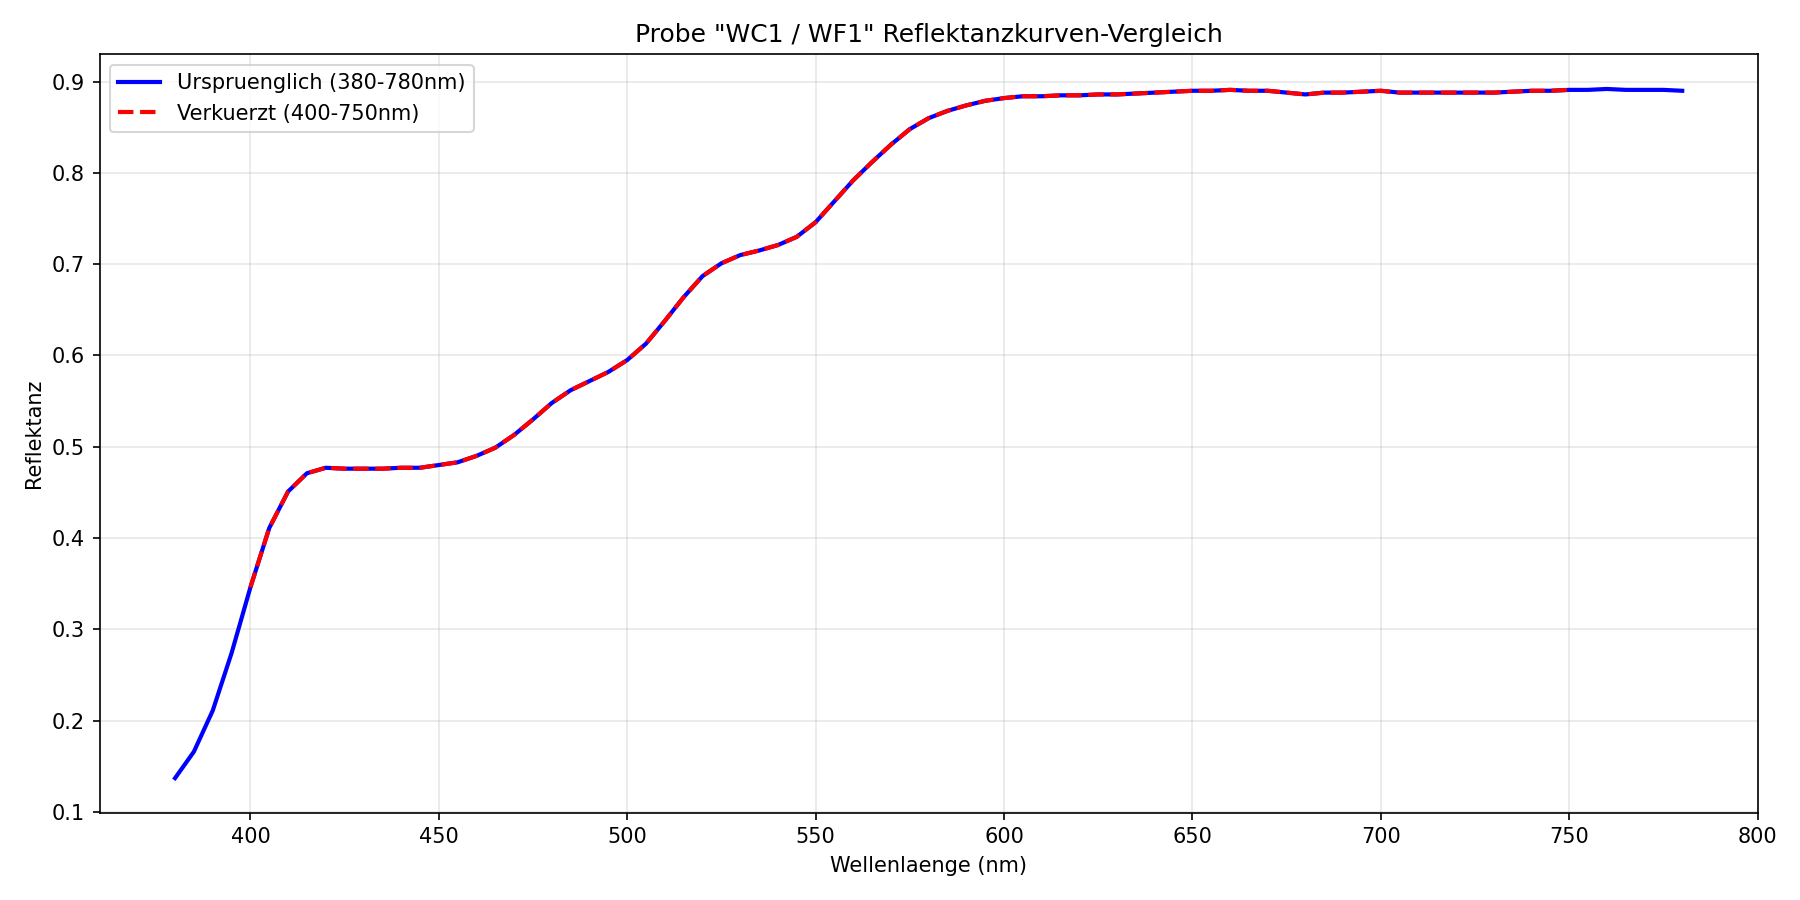 Probe "WC1 / WF1" Reflektanzkurven-Vergleich
Urspruenglich (380-780nm)
Verkuerzt (400-750nm)
0.9
0.8
0.7
0.6
0.5
0.4
0.3
0.2
0.1
Reflektanz
400 450 500 550 600 650 700 750 800
Wellenlaenge (nm)